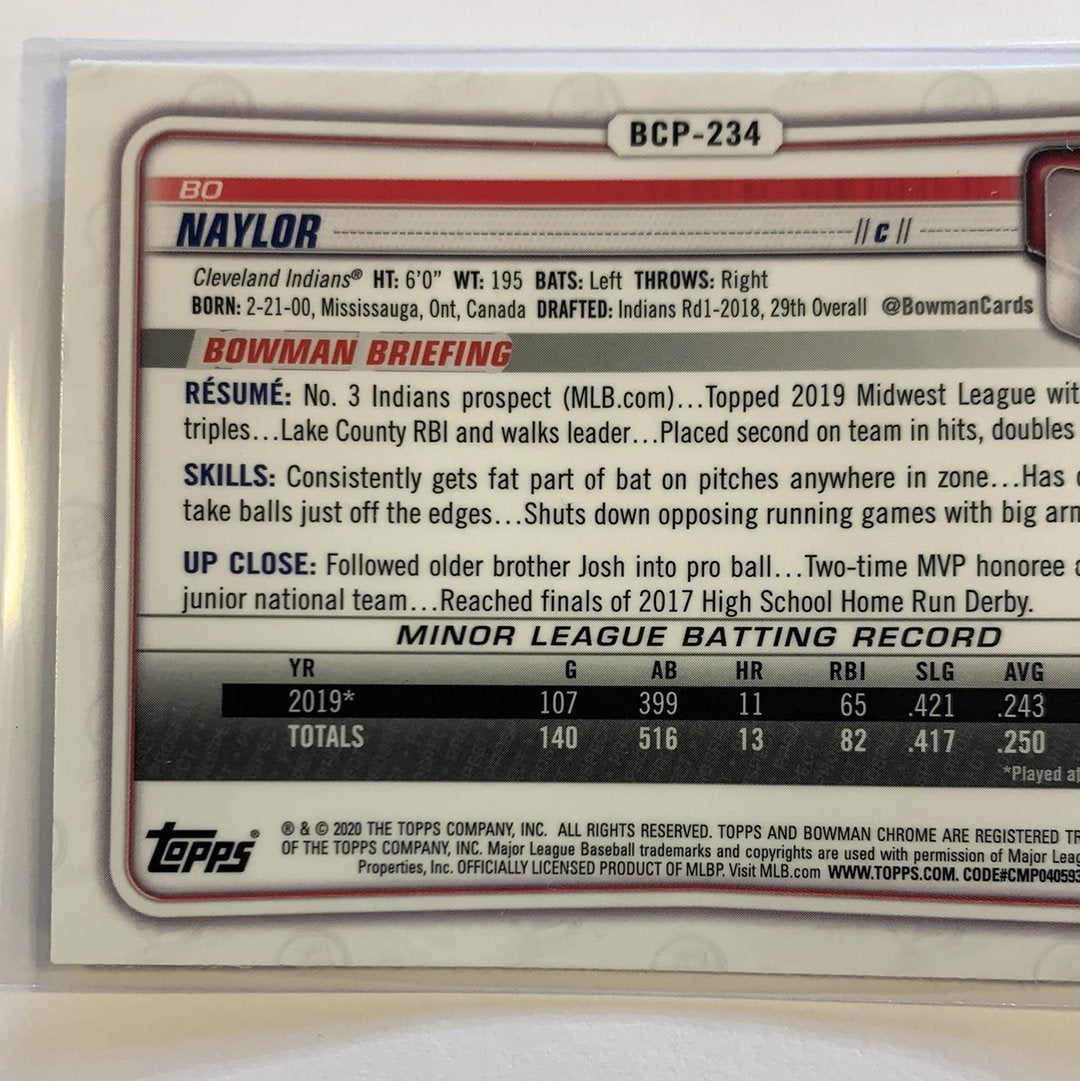 BCP-234
BO
NAYLOR // C //
Cleveland Indians® HT: 6'0" WT: 195 BATS: Left THROWS: Right
BORN: 2-21-00, Mississauga, Ont, Canada DRAFTED: Indians Rd1-2018, 29th Overall @BowmanCards
BOWMAN BRIEFING
RÉSUMÉ: No. 3 Indians prospect (MLB.com)...Topped 2019 Midwest League
triples...Lake County RBI and walks leader...Placed second on team in hits, doubles
SKILLS: Consistently gets fat part of bat on pitches anywhere in zone...Has
take balls just off the edges...Shuts down opposing running games with big
UP CLOSE: Followed older brother Josh into pro ball...Two-time MVP honoree
junior national team...Reached finals of 2017 High School Home Run Derby.
MINOR LEAGUE BATTING RECORD
YR G AB HR RBI SLG AVG
2019* 107 399 11 65 .421 .243
TOTALS 140 516 13 82 .417 .250
*Played
Topps®
® & © 2020 THE TOPPS COMPANY, INC. ALL RIGHTS RESERVED. TOPPS AND BOWMAN CHROME ARE REGISTERED
OF THE TOPPS COMPANY, INC. Major League Baseball trademarks and copyrights are used with permission of Major
Properties, Inc. OFFICIALLY LICENSED PRODUCT OF MLBP. Visit MLB.com WWW.TOPPS.COM. CODE#CMP040593